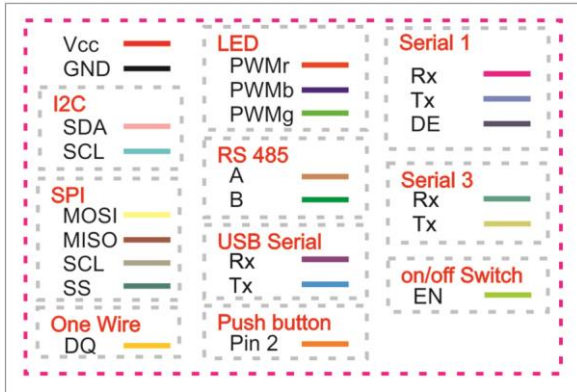 Vcc
GND
I2C
SDA
SCL
SPI
MOSI
MISO
SCL
SS
One Wire
DQ
LED
PWMr
PWMb
PWMg
RS 485
A
B
USB Serial
Rx
Tx
Push button
Pin 2
Serial 1
Rx
Tx
DE
Serial 3
Rx
Tx
on/off Switch
EN